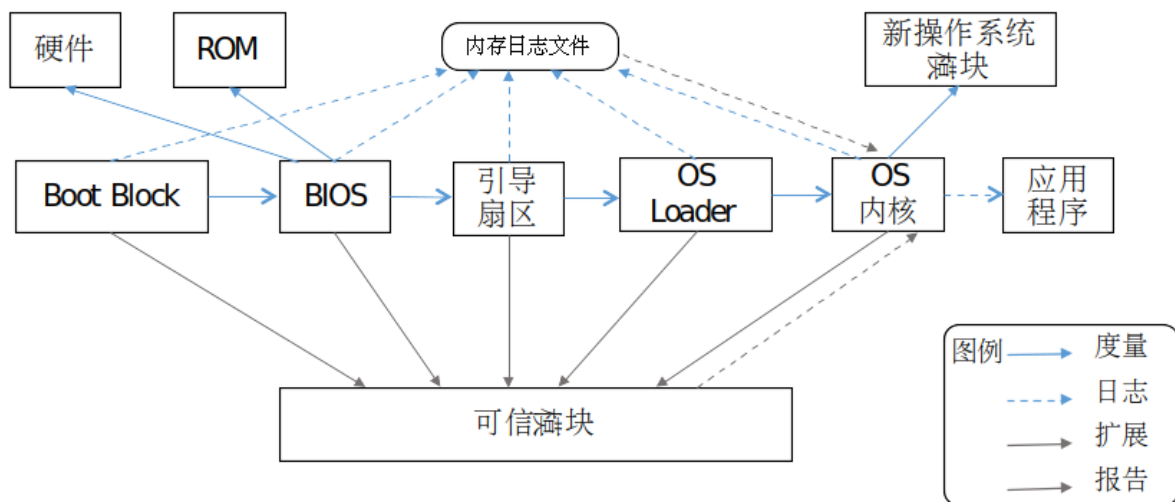 硬件
ROM
内存日志文件
新操作系统
模块
Boot Block
BIOS
引导
扇区
OS
Loader
OS
内核
应用
程序
可信模块
图例
度量
日志
扩展
报告